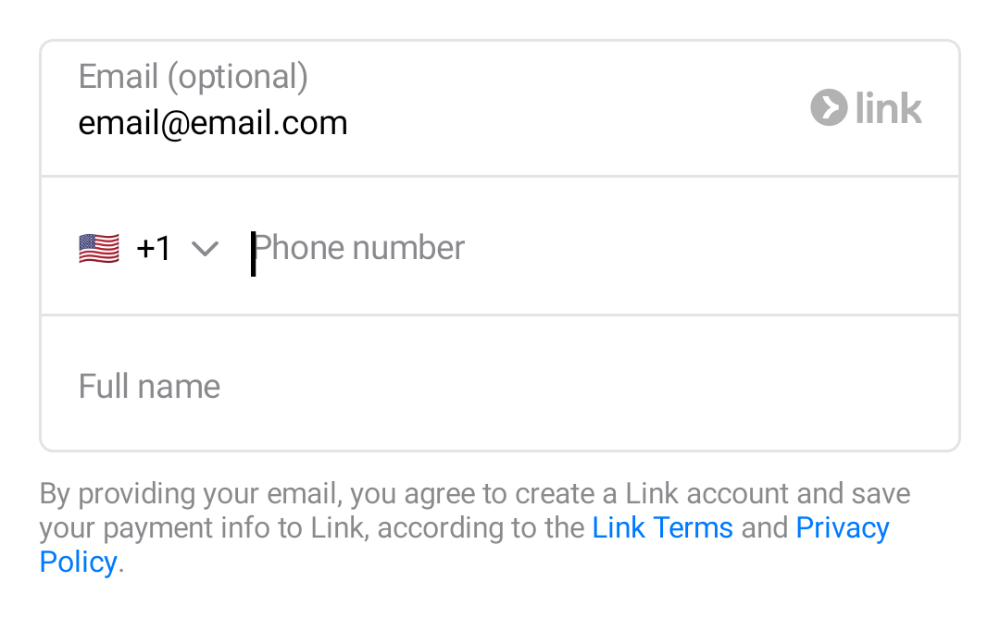 Email (optional)
email@email.com
link
+1 Phone number
Full name
By providing your email, you agree to create a Link account and save
your payment info to Link, according to the Link Terms and Privacy
Policy.